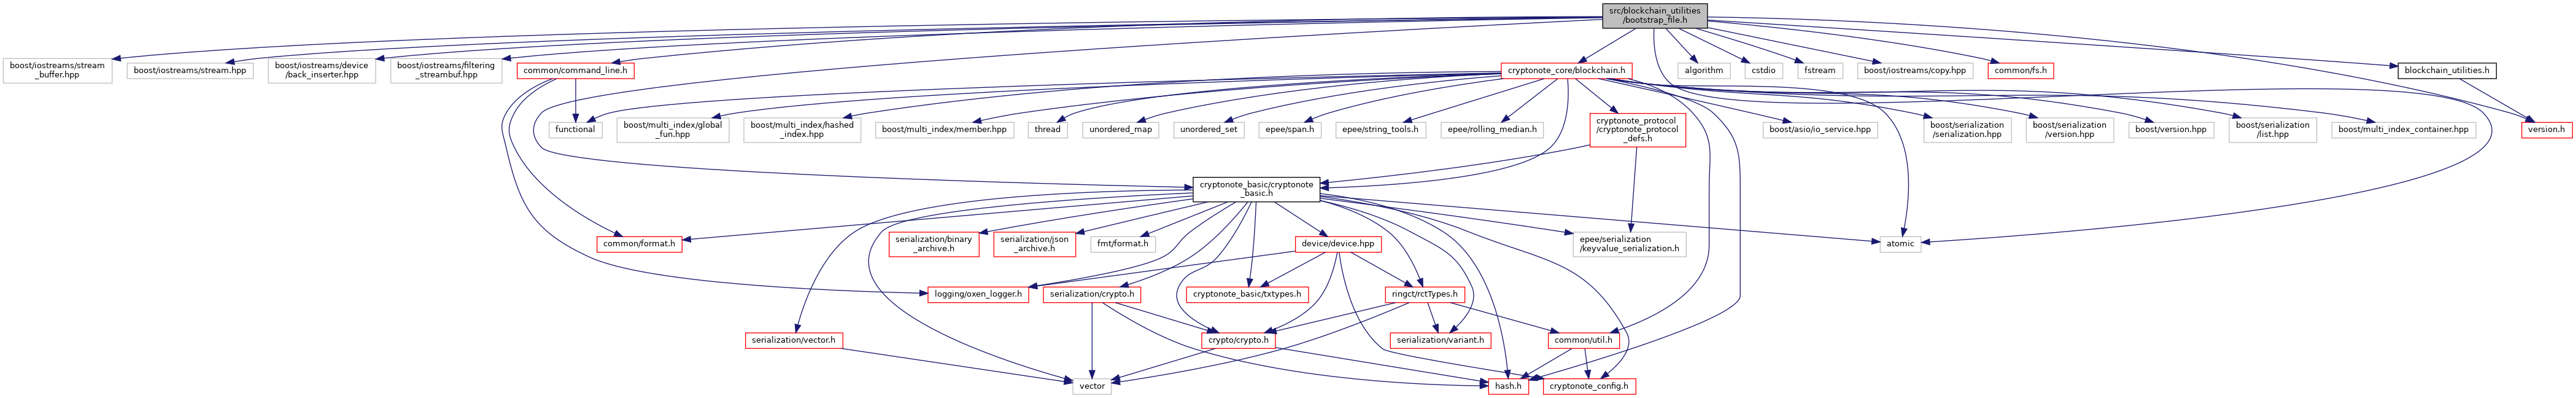 src/blockchain_utilities
/bootstrap_file.h
boost/iostreams/stream
_buffer.hpp
boost/iostreams/stream.hpp
boost/iostreams/device
/back_inserter.hpp
boost/iostreams/filtering
_streambuf.hpp
common/command_line.h
cryptonote_core/blockchain.h
algorithm
cstdio
fstream
boost/iostreams/copy.hpp
common/fs.h
blockchain_utilities.h
functional
boost/multi_index/global
_fun.hpp
boost/multi_index/hashed
_index.hpp
boost/multi_index/member.hpp
thread
unordered_map
unordered_set
epee/span.h
epee/string_tools.h
epee/rolling_median.h
cryptonote_protocol
/cryptonote_protocol
_defs.h
boost/asio/io_service.hpp
boost/serialization
/serialization.hpp
boost/serialization
/version.hpp
boost/version.hpp
boost/serialization
/list.hpp
boost/multi_index_container.hpp
version.h
cryptonote_basic/cryptonote
_basic.h
common/format.h
serialization/binary
_archive.h
serialization/json
_archive.h
fmt/format.h
device/device.hpp
epee/serialization
/keyvalue_serialization.h
atomic
logging/oxen_logger.h
serialization/crypto.h
cryptonote_basic/txtypes.h
ringct/rctTypes.h
serialization/vector.h
crypto/crypto.h
serialization/variant.h
common/util.h
vector
hash.h
cryptonote_config.h